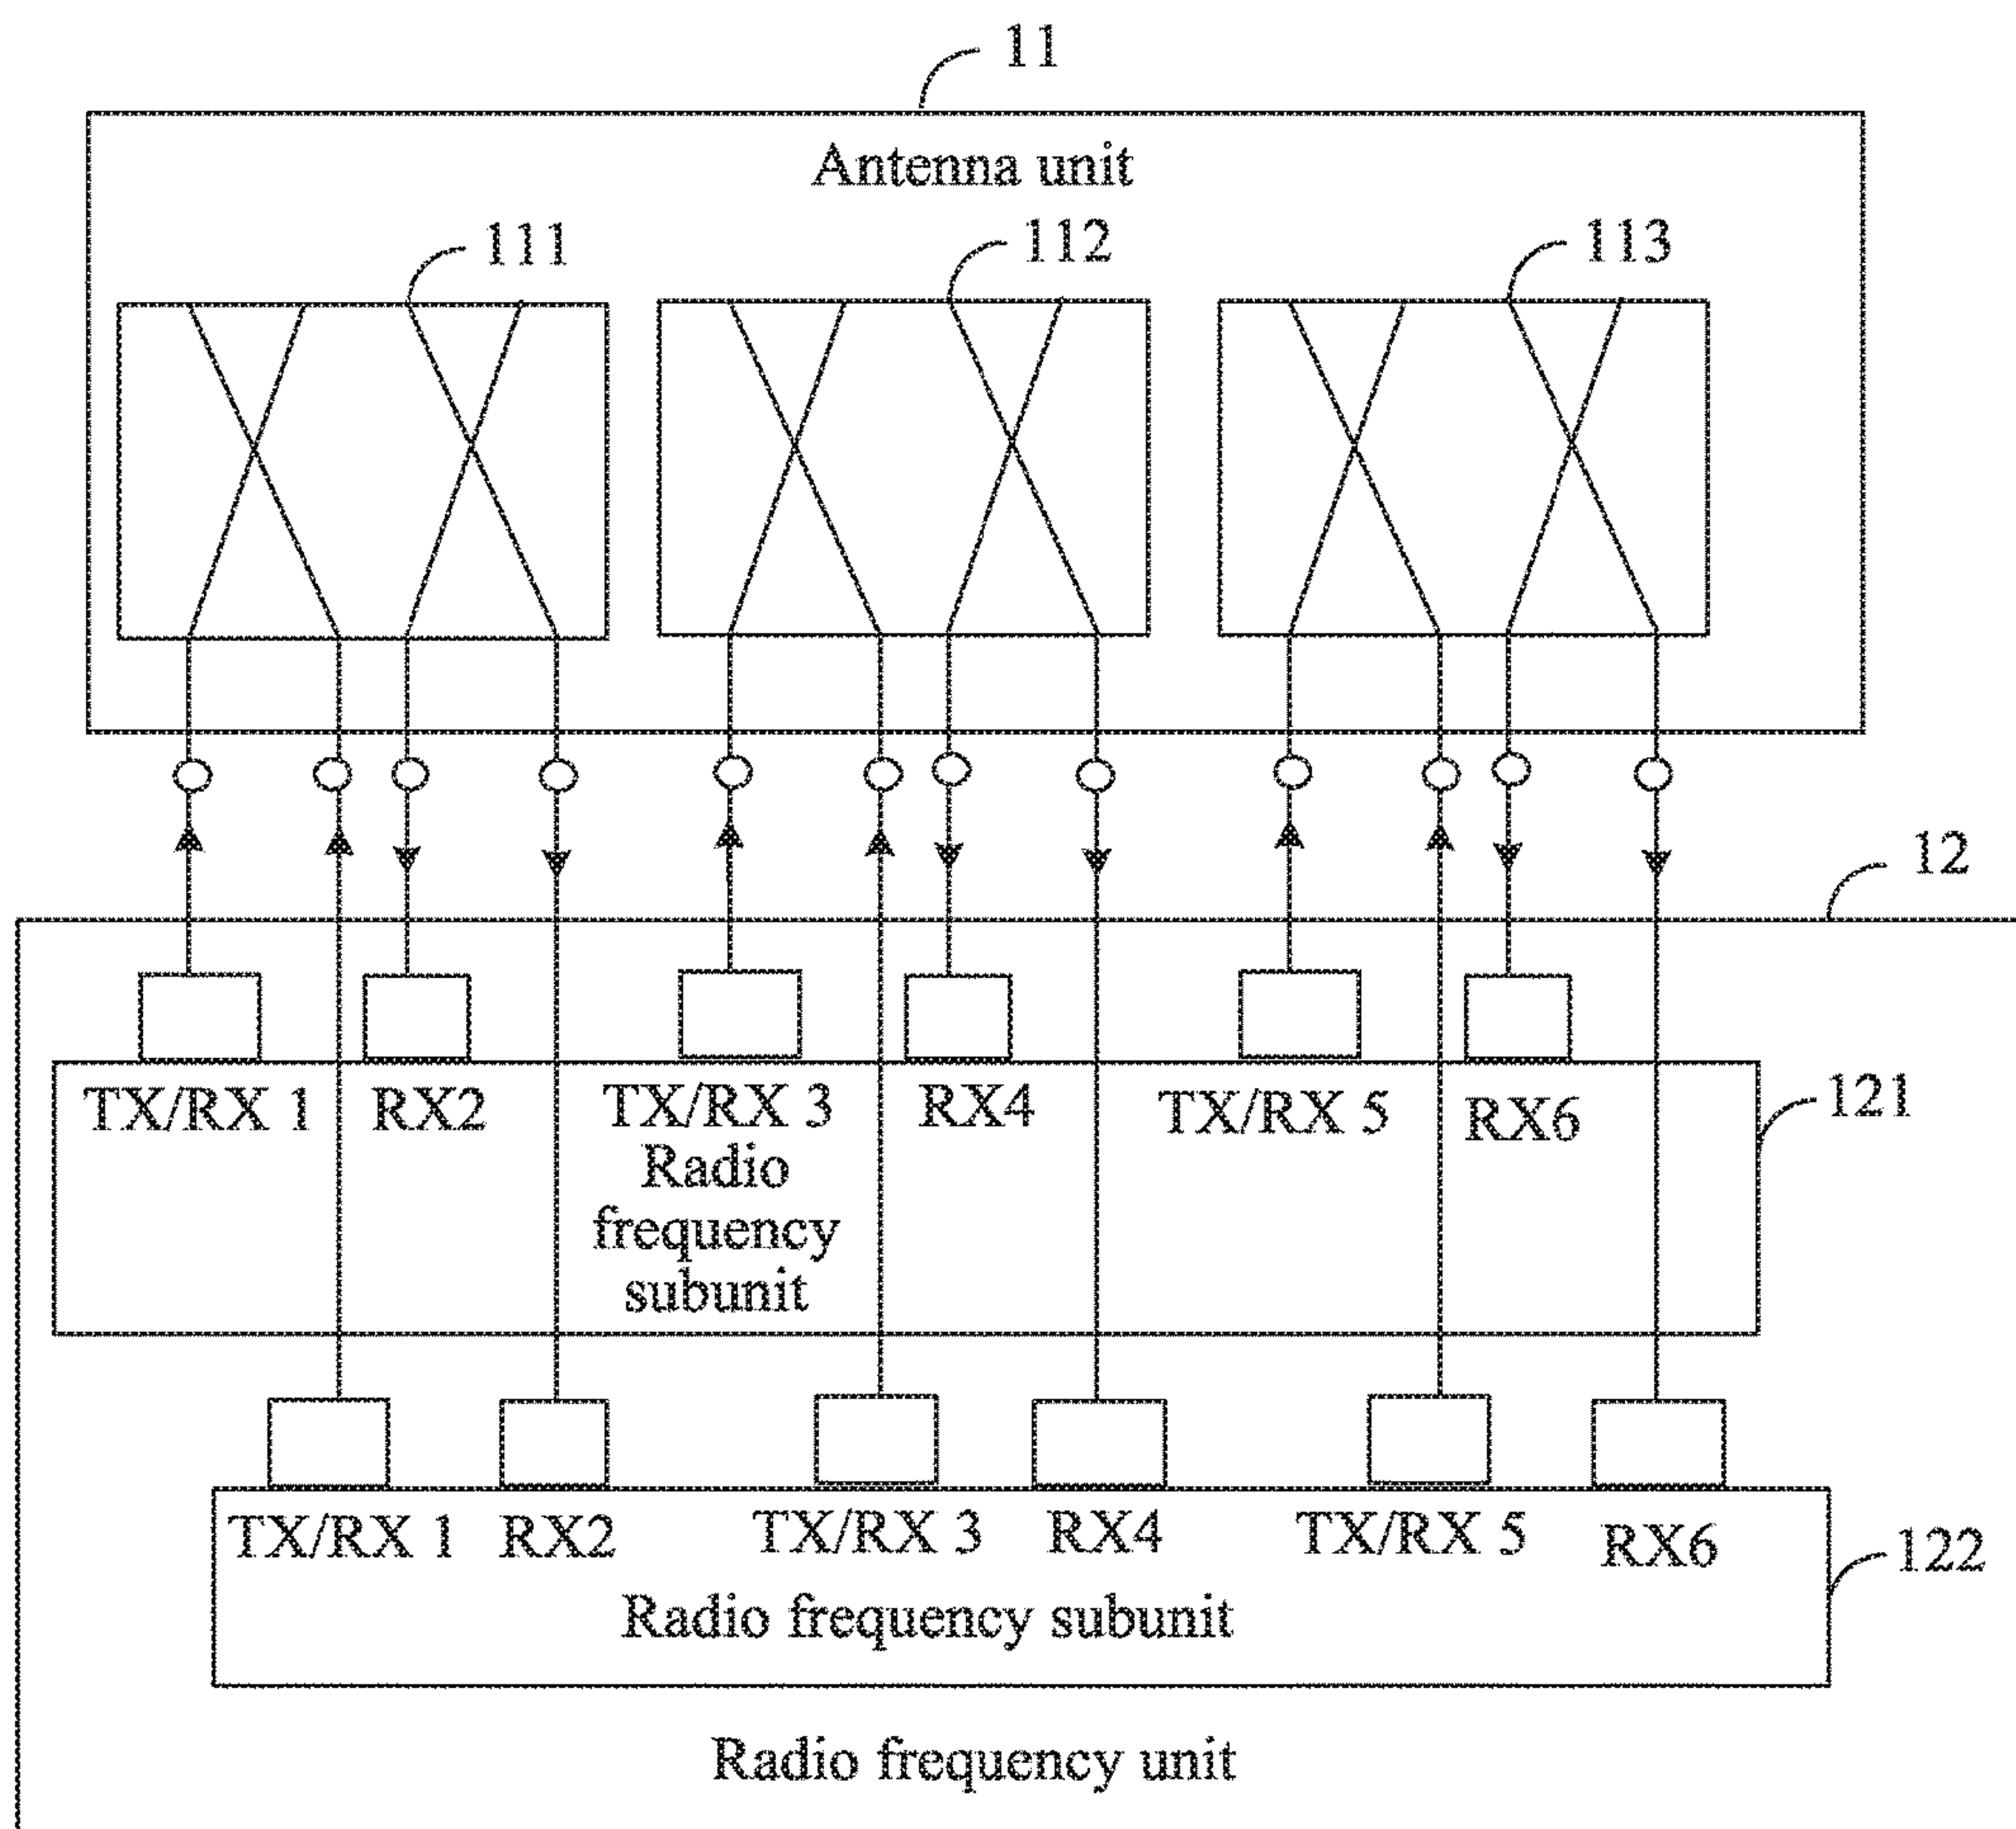 11
Antenna unit
111
112
113
12
TX/RX 1
RX2
TX/RX 3
RX4
TX/RX 5
RX6
121
Radio
frequency
subunit
TX/RX 1
RX2
TX/RX 3
RX4
TX/RX 5
RX6
122
Radio frequency subunit
Radio frequency unit